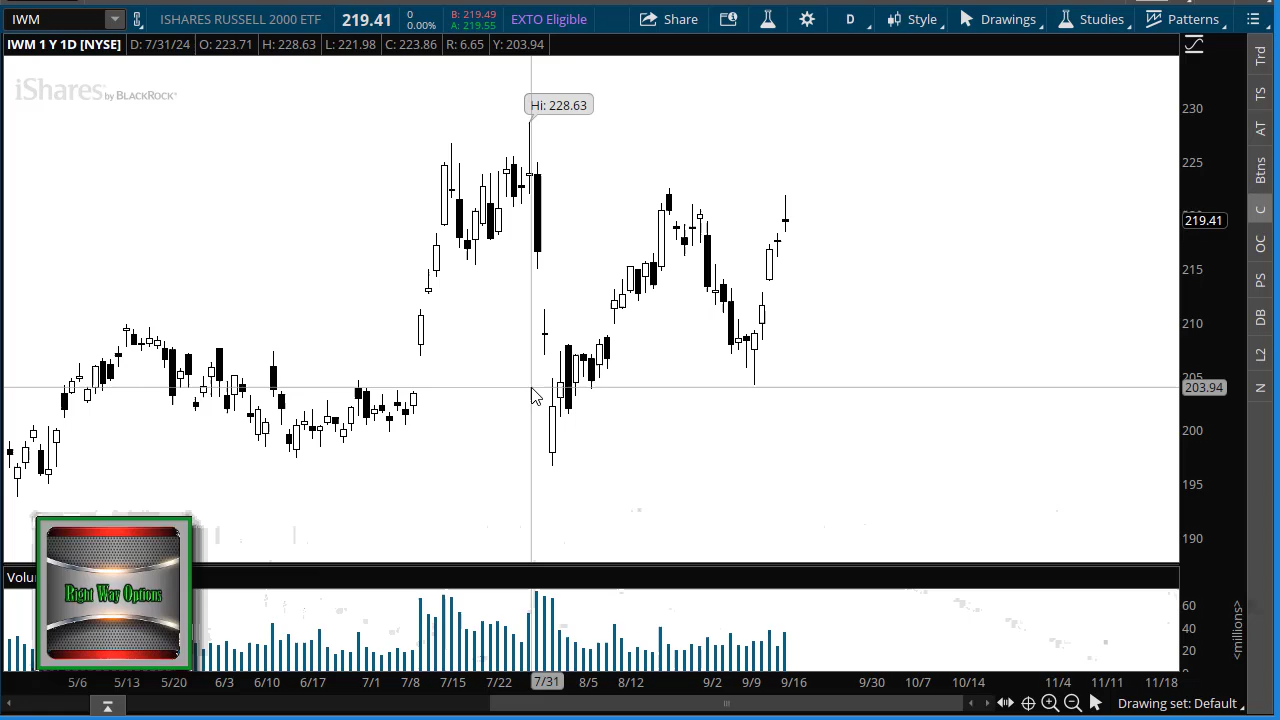 IWM ISHARES RUSSELL 2000 ETF 219.41 0 0.00% B: 219.49 A: 219.55 EXTO Eligible Share D Style Drawings Studies Patterns
IWM 1 Y 1D [NYSE] D: 7/31/24 O: 223.71 H: 228.63 L: 221.98 C: 223.86 R: 6.65 Y: 203.94
iShares by BLACKROCK
Hi: 228.63
230
225
219.41
215
210
205
203.94
200
195
190
Trd
TS
AT
Btns
C
OC
PS
DB
L2
N
Right Way Options
Volu
60
40
20
<millions>
5/6 5/13 5/20 6/3 6/10 6/17 7/1 7/8 7/15 7/22 7/31 8/5 8/12 9/2 9/9 9/16 9/30 10/7 10/14 11/4 11/11 11/18
Drawing set: Default